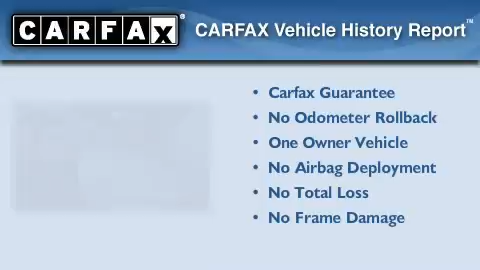 CARFAX CARFAX Vehicle History Report™
• Carfax Guarantee
• No Odometer Rollback
• One Owner Vehicle
• No Airbag Deployment
• No Total Loss
• No Frame Damage